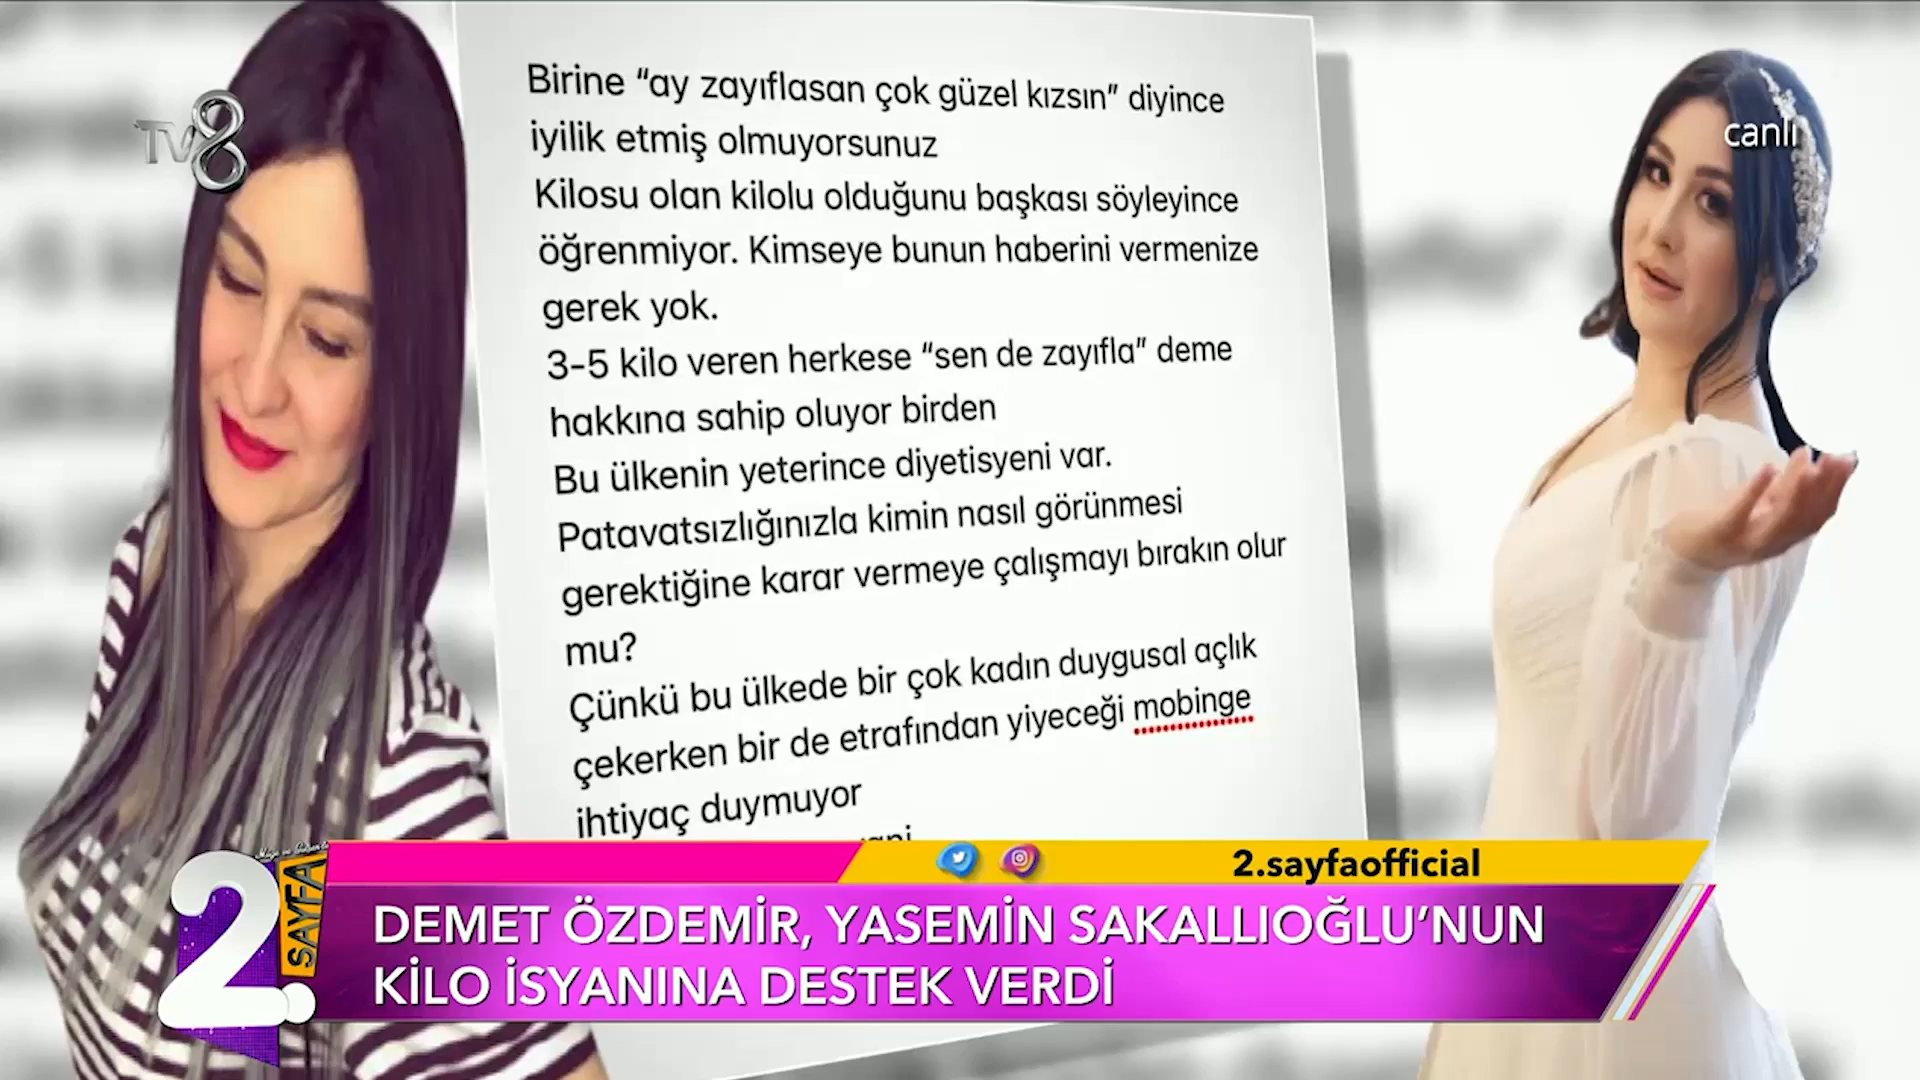 TV8
canlı
Birine “ay zayıflasan çok güzel kızsın” diyince
iyilik etmiş olmuyorsunuz
Kilosu olan kilolu olduğunu başkası söyleyince
öğrenmiyor. Kimseye bunun haberini vermenize
gerek yok.
3-5 kilo veren herkese “sen de zayıfla” deme
hakkına sahip oluyor birden
Bu ülkenin yeterince diyetisyeni var.
Patavatsızlığınızla kimin nasıl görünmesi
gerektiğine karar vermeye çalışmayı bırakın olur
mu?
Çünkü bu ülkede bir çok kadın duygusal açlık
çekerken bir de etrafından yiyeceği mobinge
ihtiyaç duymuyor
2.sayfaofficial
2. SAYFA
DEMET ÖZDEMİR, YASEMİN SAKALLIOĞLU’NUN
KİLO İSYANINA DESTEK VERDİ